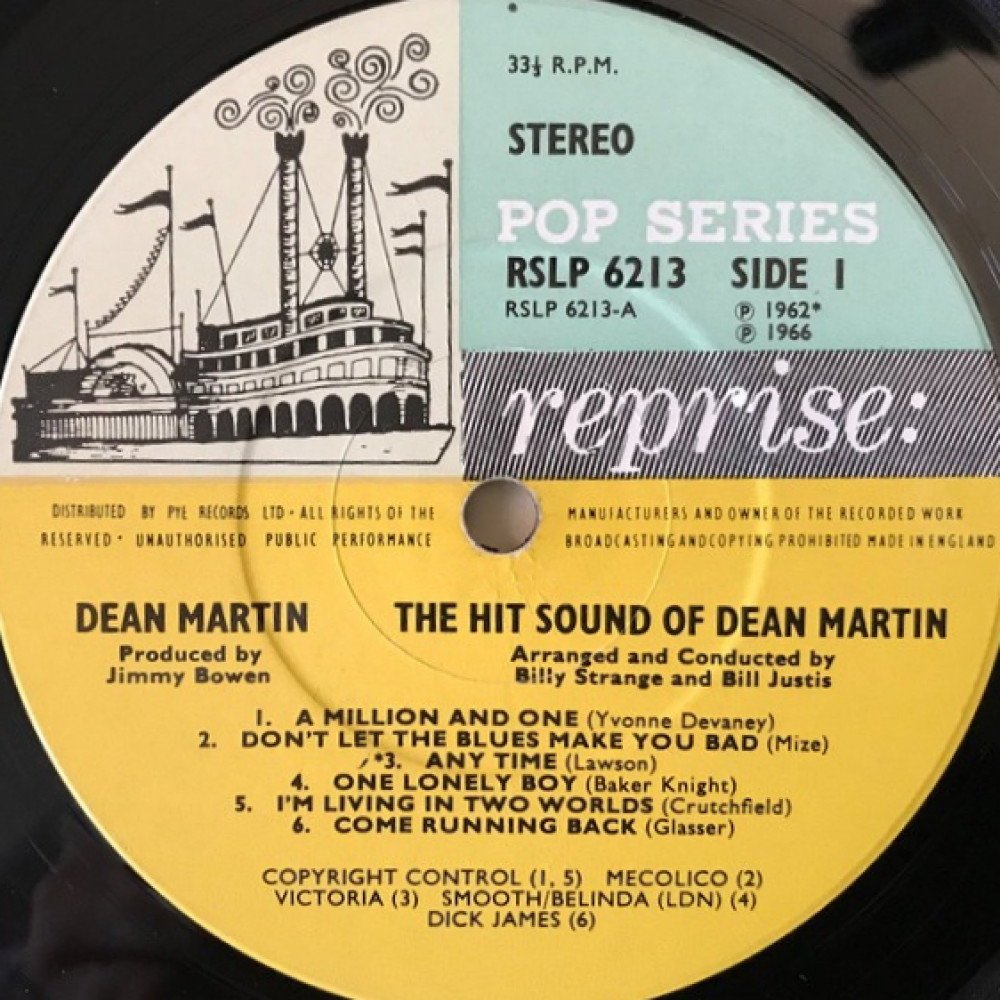 33⅓ R.P.M.
STEREO
POP SERIES
RSLP 6213 SIDE 1
RSLP 6213-A ℗ 1962*
℗ 1966
reprise:
DISTRIBUTED BY PYE RECORDS LTD • ALL RIGHTS OF THE MANUFACTURERS AND OWNER OF THE RECORDED WORK
RESERVED • UNAUTHORISED PUBLIC PERFORMANCE BROADCASTING AND COPYING PROHIBITED MADE IN ENGLAND
DEAN MARTIN THE HIT SOUND OF DEAN MARTIN
Produced by
Jimmy Bowen
Arranged and Conducted by
Billy Strange and Bill Justis
1. A MILLION AND ONE (Yvonne Devaney)
2. DON'T LET THE BLUES MAKE YOU BAD (Mize)
*3. ANY TIME (Lawson)
4. ONE LONELY BOY (Baker Knight)
5. I'M LIVING IN TWO WORLDS (Crutchfield)
6. COME RUNNING BACK (Glasser)
COPYRIGHT CONTROL (1, 5) MECOLICO (2)
VICTORIA (3) SMOOTH/BELINDA (LDN) (4)
DICK JAMES (6)